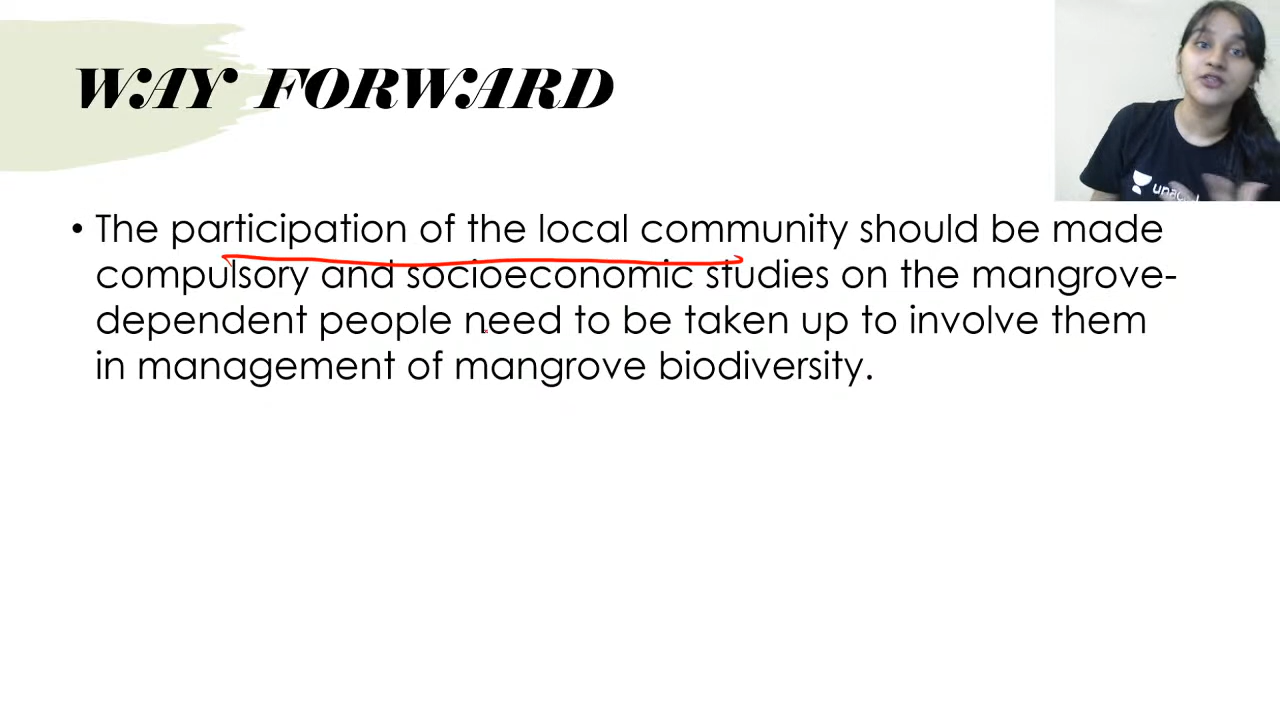 WAY FORWARD
• The participation of the local community should be made
compulsory and socioeconomic studies on the mangrove-
dependent people need to be taken up to involve them
in management of mangrove biodiversity.